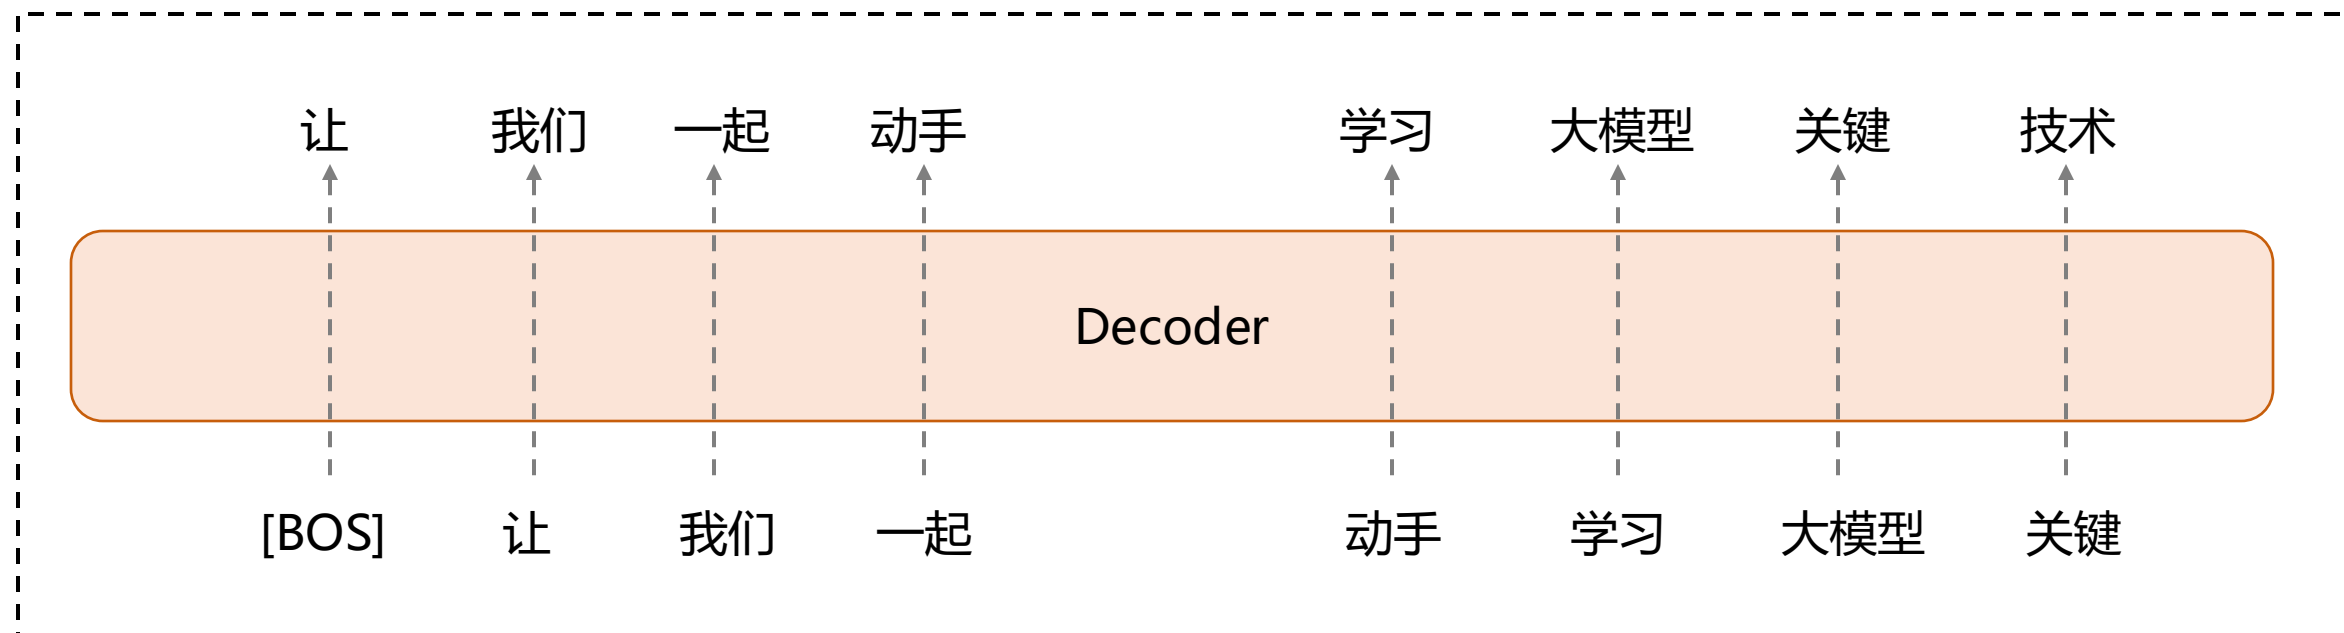 让 我们 一起 动手 学习 大模型 关键 技术
Decoder
[BOS] 让 我们 一起 动手 学习 大模型 关键